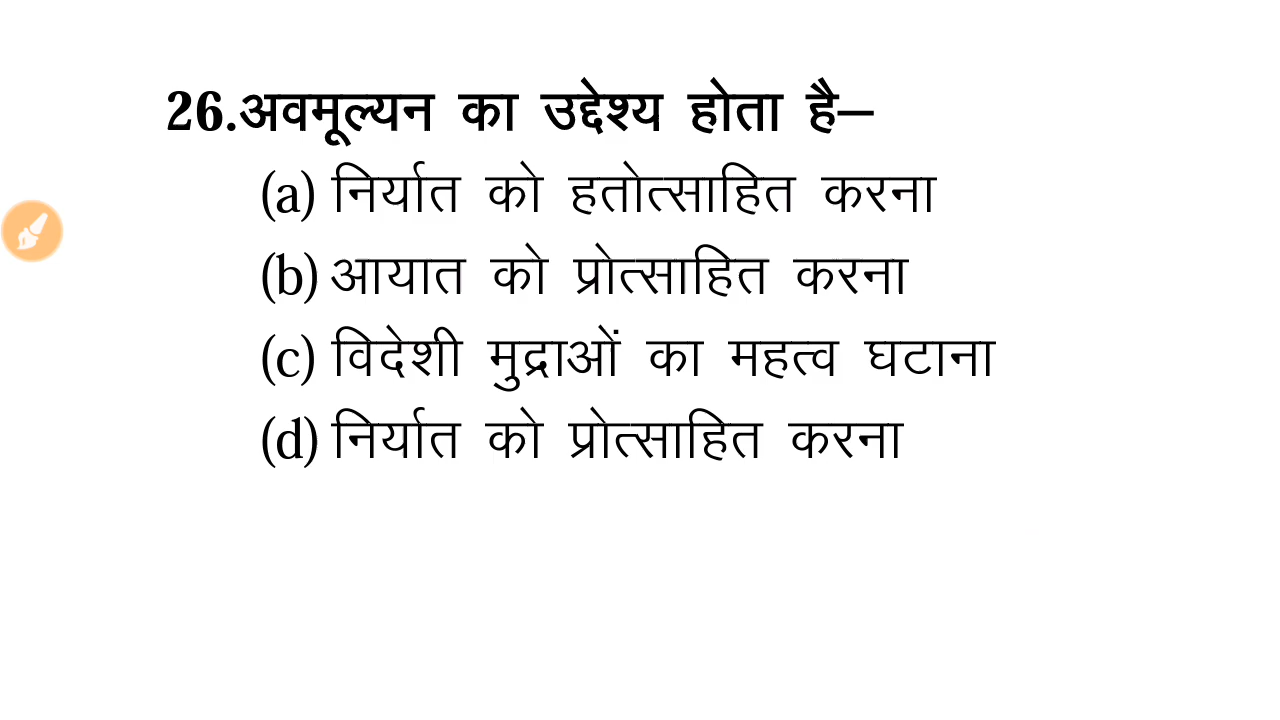 26.अवमूल्यन का उद्देश्य होता है–
(a) निर्यात को हतोत्साहित करना
(b) आयात को प्रोत्साहित करना
(c) विदेशी मुद्राओं का महत्व घटाना
(d) निर्यात को प्रोत्साहित करना